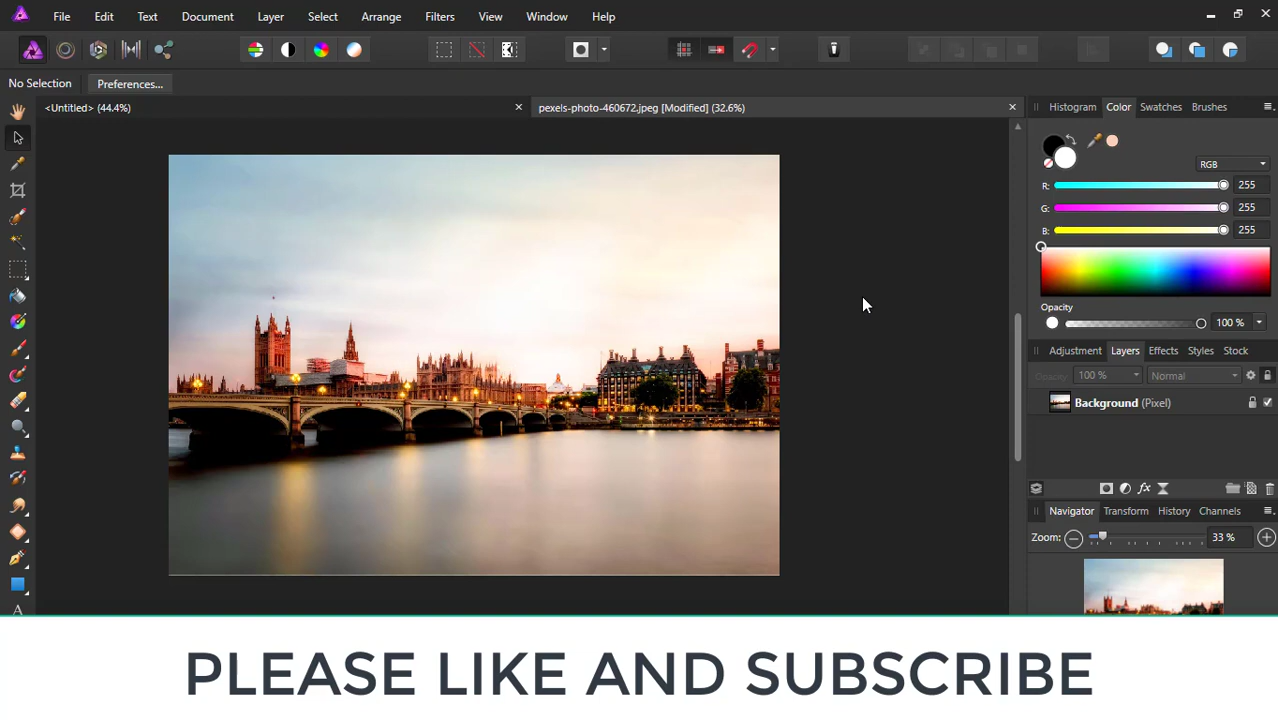 File Edit Text Document Layer Select Arrange Filters View Window Help
No Selection Preferences...
<Untitled> (44.4%) pexels-photo-460672.jpeg [Modified] (32.6%)
Histogram Color Swatches Brushes
RGB
R: 255
G: 255
B: 255
Opacity
100 %
Adjustment Layers Effects Styles Stock
Opacity: 100 % Normal
Background (Pixel)
Navigator Transform History Channels
Zoom: 33 %
A
PLEASE LIKE AND SUBSCRIBE